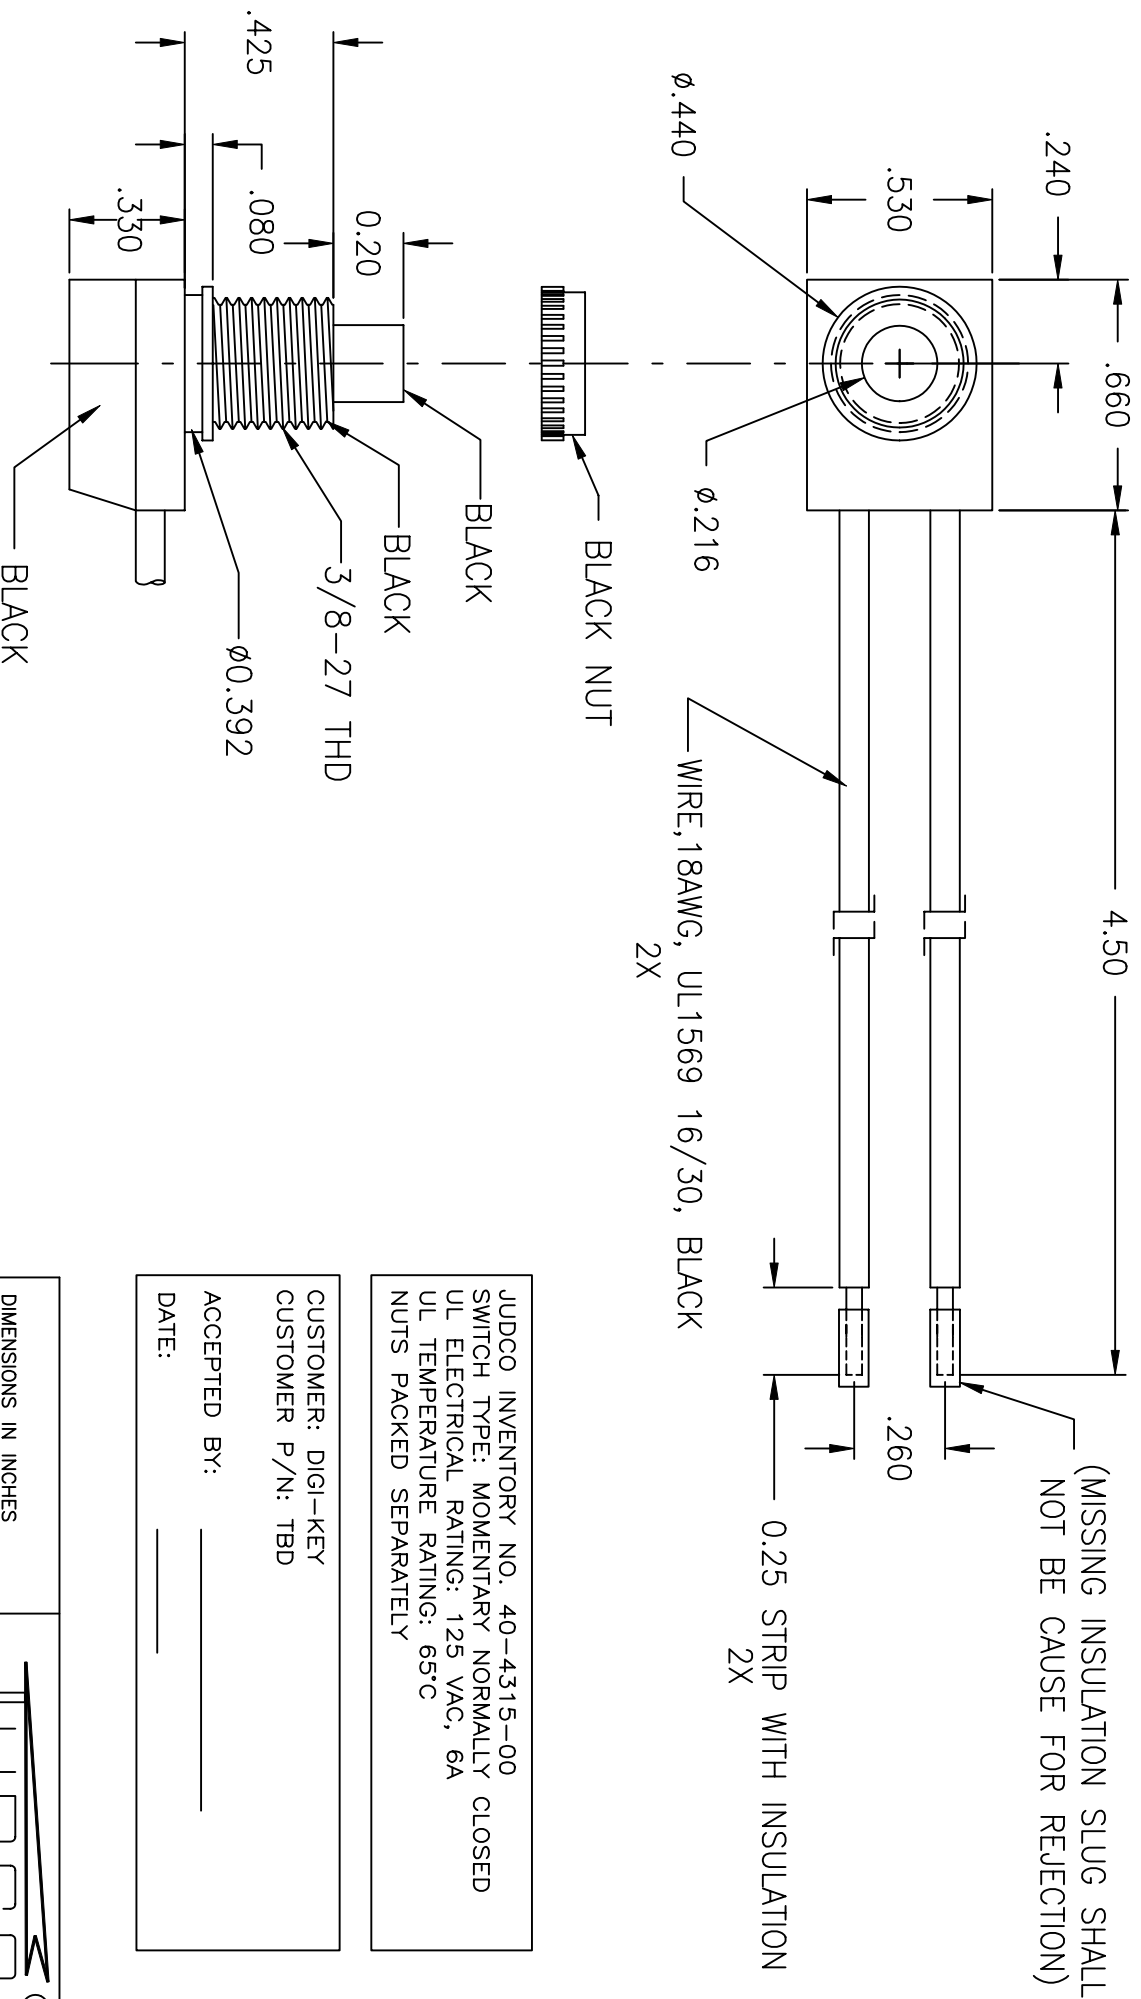 .240
.660
4.50
(MISSING INSULATION SLUG SHALL
NOT BE CAUSE FOR REJECTION)
.530
.260
Ø.440
Ø.216
0.25 STRIP WITH INSULATION
2X
WIRE,18AWG, UL1569 16/30, BLACK
2X
BLACK NUT
BLACK
BLACK
3/8-27 THD
Ø0.392
BLACK
0.20
.425
.080
.330
JUDCO INVENTORY NO. 40-4315-00
SWITCH TYPE: MOMENTARY NORMALLY CLOSED
UL ELECTRICAL RATING: 125 VAC, 6A
UL TEMPERATURE RATING: 65°C
NUTS PACKED SEPARATELY
CUSTOMER: DIGI-KEY
CUSTOMER P/N: TBD
ACCEPTED BY:
DATE:
DIMENSIONS IN INCHES